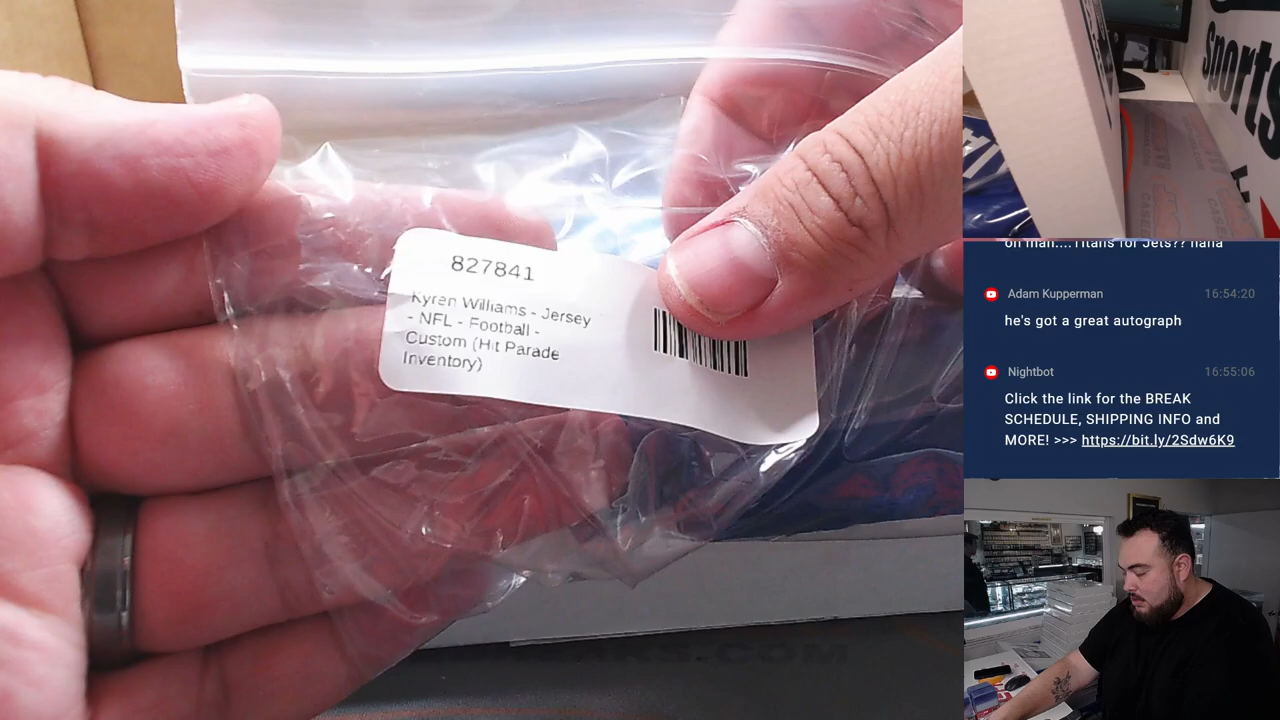 827841
Kyren Williams - Jersey
- NFL - Football -
Custom (Hit Parade
Inventory)
sports
oh man....Titans for Jets?? haha
Adam Kupperman 16:54:20
he's got a great autograph
Nightbot 16:55:06
Click the link for the BREAK
SCHEDULE, SHIPPING INFO and
MORE! >>> https://bit.ly/2Sdw6K9